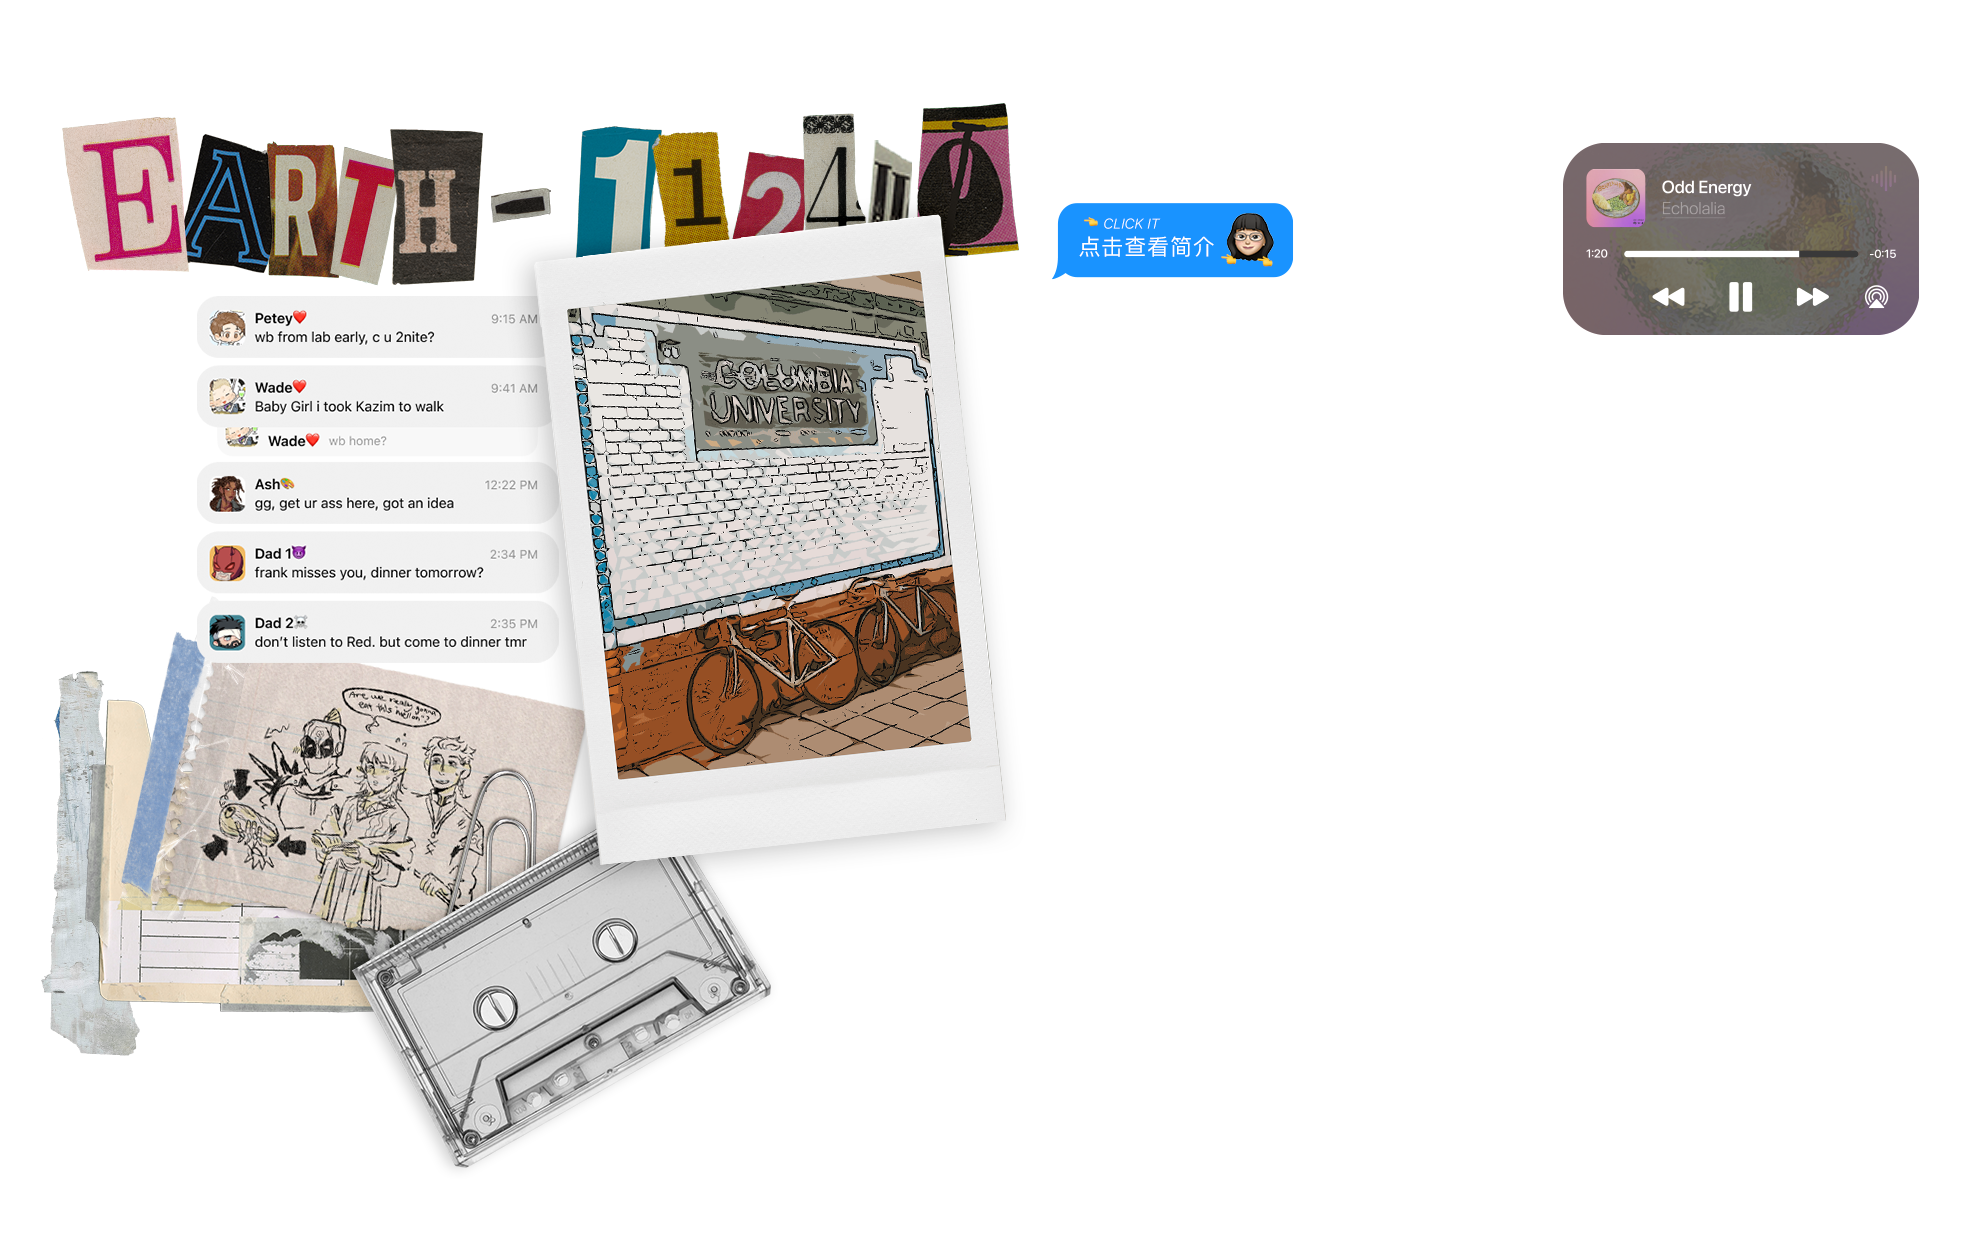 EARTH-1124
Petey❤️ 9:15 AM
wb from lab early, c u 2nite?
Wade❤️ 9:41 AM
Baby Girl i took Kazim to walk
Wade❤️ wb home?
Ash🎨 12:22 PM
gg, get ur ass here, got an idea
Dad 1😈 2:34 PM
frank misses you, dinner tomorrow?
Dad 2☠️ 2:35 PM
don't listen to Red. but come to dinner tmr
COLUMBIA
UNIVERSITY
Are we really gonna
eat this melon"?
👈 CLICK IT
点击查看简介
Odd Energy
Echolalia
1:20
-0:15